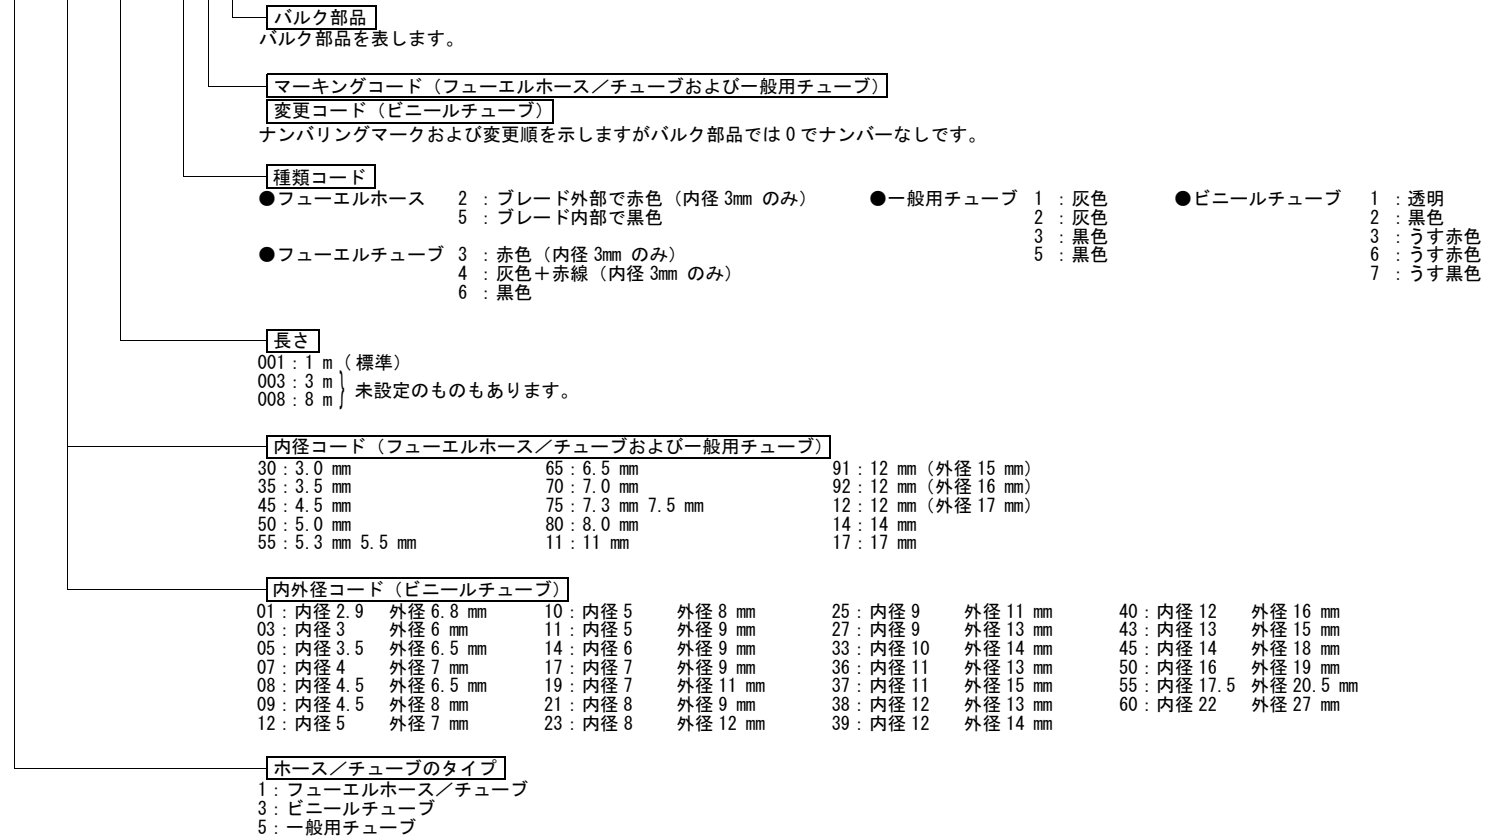 バルク部品
バルク部品を表します。
マーキングコード（フューエルホース／チューブおよび一般用チューブ）
変更コード（ビニールチューブ）
ナンバリングマークおよび変更順を示しますがバルク部品では0でナンバーなしです。
種類コード
●フューエルホース 2：ブレード外部で赤色（内径3mm のみ） ●一般用チューブ 1：灰色 ●ビニールチューブ 1：透明
5：ブレード内部で黒色 2：灰色 2：黒色
3：黒色 3：うす赤色
●フューエルチューブ 3：赤色（内径3mm のみ） 5：黒色 6：うす赤色
4：灰色＋赤線（内径3mm のみ） 7：うす黒色
6：黒色
長さ
001：1 m（標準）
003：3 m
008：8 m} 未設定のものもあります。
内径コード（フューエルホース／チューブおよび一般用チューブ）
30：3.0 mm 65：6.5 mm 91：12 mm（外径15 mm）
35：3.5 mm 70：7.0 mm 92：12 mm（外径16 mm）
45：4.5 mm 75：7.3 mm 7.5 mm 12：12 mm（外径17 mm）
50：5.0 mm 80：8.0 mm 14：14 mm
55：5.3 mm 5.5 mm 11：11 mm 17：17 mm
内外径コード（ビニールチューブ）
01：内径2.9 外径6.8 mm 10：内径5 外径8 mm 25：内径9 外径11 mm 40：内径12 外径16 mm
03：内径3 外径6 mm 11：内径5 外径9 mm 27：内径9 外径13 mm 43：内径13 外径15 mm
05：内径3.5 外径6.5 mm 14：内径6 外径9 mm 33：内径10 外径14 mm 45：内径14 外径18 mm
07：内径4 外径7 mm 17：内径7 外径9 mm 36：内径11 外径13 mm 50：内径16 外径19 mm
08：内径4.5 外径6.5 mm 19：内径7 外径11 mm 37：内径11 外径15 mm 55：内径17.5 外径20.5 mm
09：内径4.5 外径8 mm 21：内径8 外径9 mm 38：内径12 外径13 mm 60：内径22 外径27 mm
12：内径5 外径7 mm 23：内径8 外径12 mm 39：内径12 外径14 mm
ホース／チューブのタイプ
1：フューエルホース／チューブ
3：ビニールチューブ
5：一般用チューブ